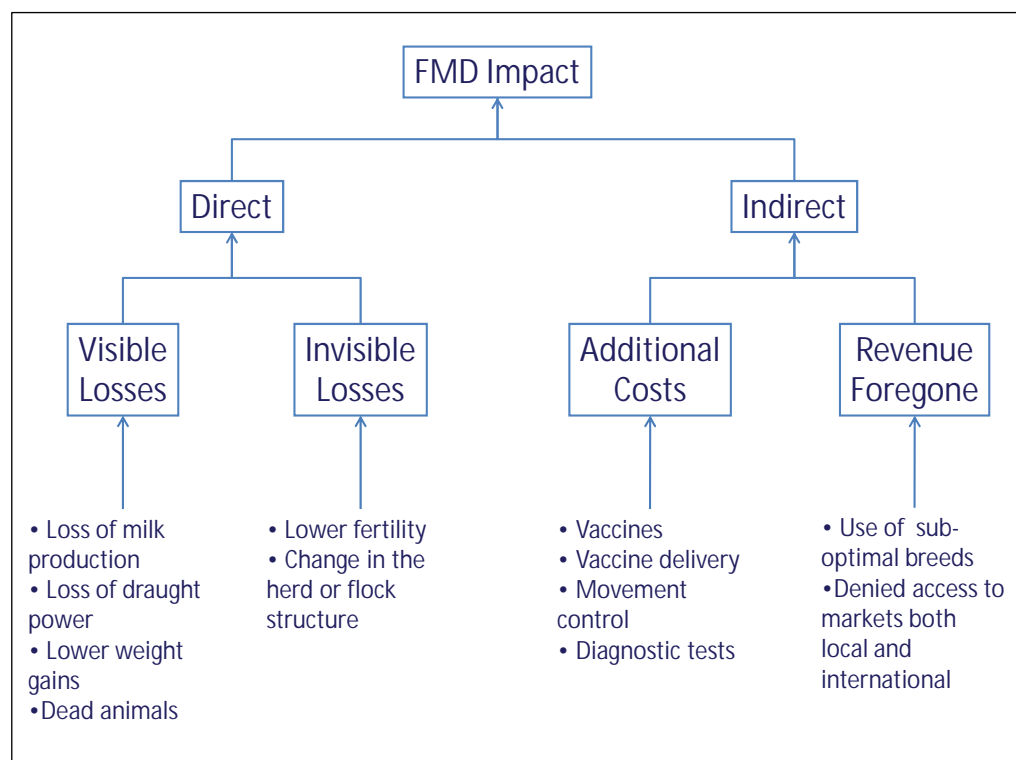 FMD Impact
Direct
Indirect
Visible
Losses
Invisible
Losses
Additional
Costs
Revenue
Foregone
• Loss of milk
production
• Loss of draught
power
• Lower weight
gains
•Dead animals
• Lower fertility
• Change in the
herd or flock
structure
• Vaccines
• Vaccine delivery
• Movement
control
• Diagnostic tests
• Use of sub-
optimal breeds
•Denied access to
markets both
local and
international